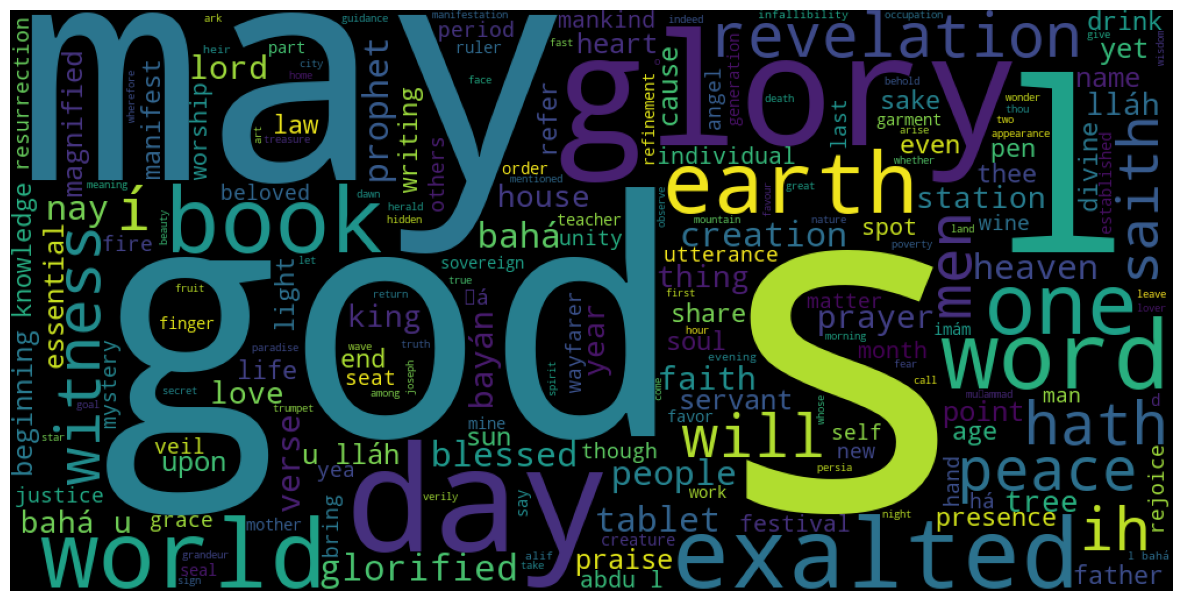 may
glory
revelation
god
s
l
day
book
earth
world
exalted
word
one
peace
hath
saith
men
witness
will
ih
í
lord
law
prophet
manifest
worship
magnified
resurrection
knowledge
beginning
mystery
essential
nay
fire
light
life
love
king
end
seat
year
bayán
bahá
house
beloved
writing
others
refer
period
ruler
mankind
heart
cause
angel
generation
refinement
individual
sake
garment
last
even
yet
drink
name
lláh
pen
thee
divine
established
station
wine
spot
heaven
creation
utterance
thing
share
soul
prayer
matter
month
imám
faith
servant
self
new
point
age
man
tree
people
tablet
festival
praise
presence
father
rejoice
hand
há
blessed
though
sun
u lláh
yea
verse
glorified
upon
veil
justice
bahá u
grace
mother
bring
abdu l
creature
work
favor
persia
night
whose
come
unity
teacher
sovereign
wayfarer
order
mentioned
hidden
herald
dawn
finger
fruit
paradise
secret
trumpet
mine
say
verily
alif
take
grandeur
seal
sign
star
goal
meaning
wherefore
ark
heir
guidance
part
city
home
face
art
treasure
beauty
let
return
truth
true
wave
among
joseph
spirit
manifestation
fast
indeed
infallibility
occupation
give
wisdom
behold
death
arise
wonder
thou
two
appearance
whether
great
favour
mountain
nature
land
poverty
observe
first
hour
evening
morning
fear
call
leave
lover
l bahá